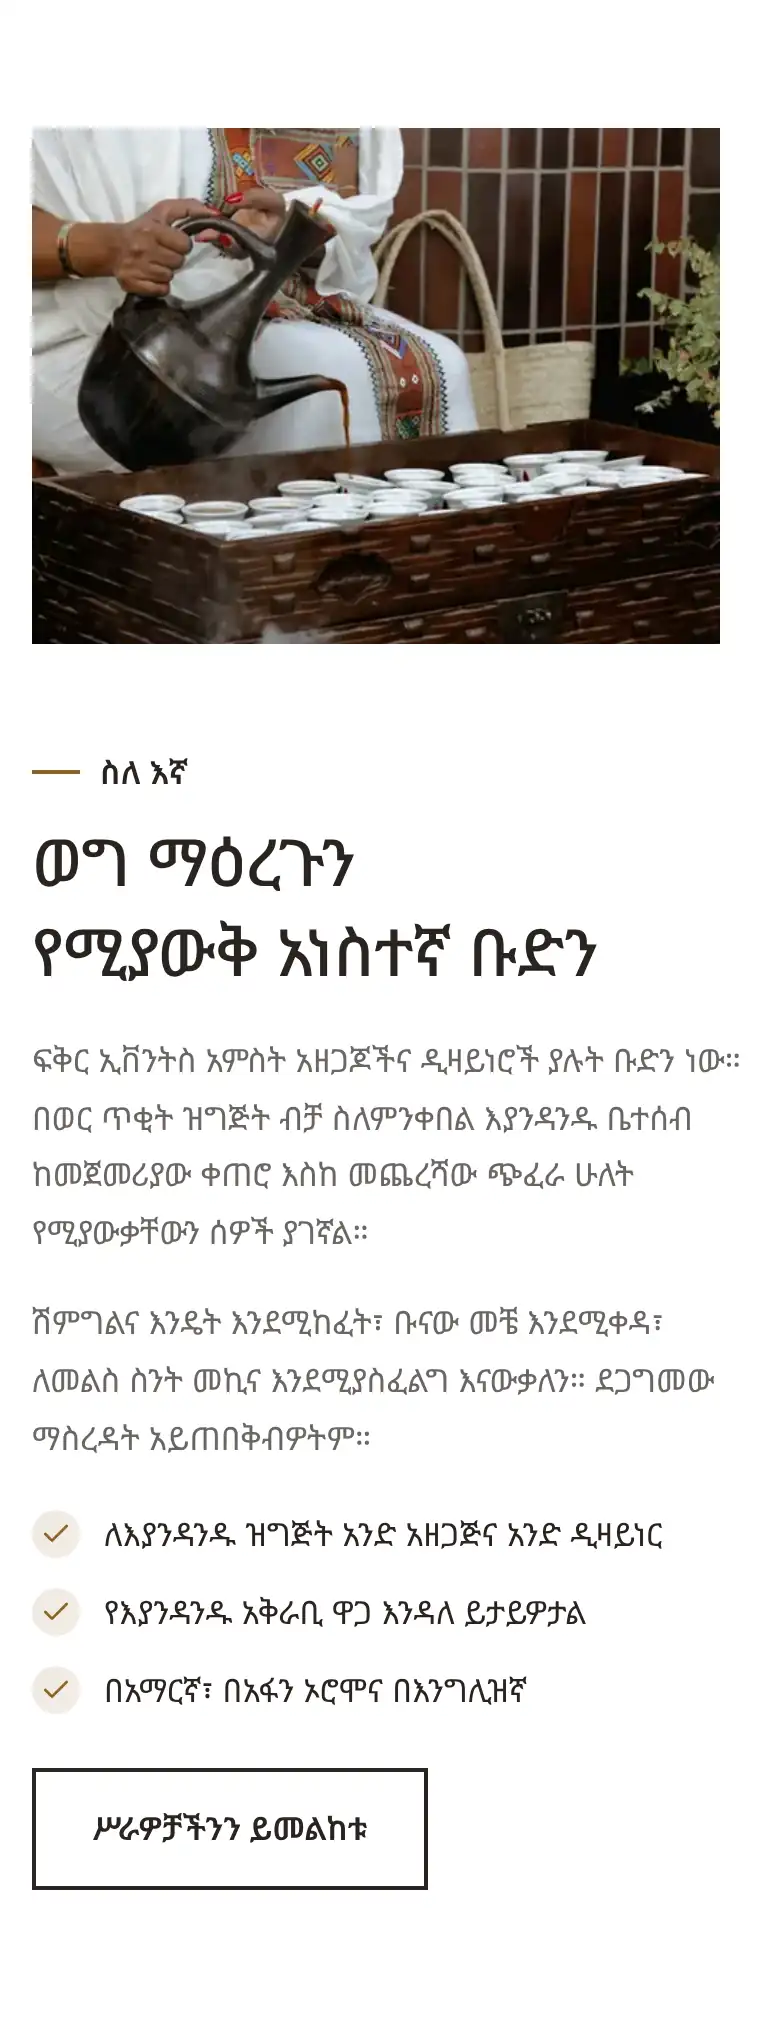 ስለ እኛ
ወግ ማዕረጉን
የሚያውቅ አነስተኛ ቡድን
ፍቅር ኢቨንትስ አምስት አዘጋጆችና ዲዛይነሮች ያሉት ቡድን ነው።
በወር ጥቂት ዝግጅት ብቻ ስለምንቀበል እያንዳንዱ ቤተሰብ
ከመጀመሪያው ቀጠሮ እስከ መጨረሻው ጭፈራ ሁለት
የሚያውቃቸውን ሰዎች ያገኛል።
ሽምግልና እንዴት እንደሚከፈት፣ ቡናው መቼ እንደሚቀዳ፣
ለመልስ ስንት መኪና እንደሚያስፈልግ እናውቃለን። ደጋግመው
ማስረዳት አይጠበቅብዎትም።
ለእያንዳንዱ ዝግጅት አንድ አዘጋጅና አንድ ዲዛይነር
የእያንዳንዱ አቅራቢ ዋጋ እንዳለ ይታይዎታል
በአማርኛ፣ በአፋን ኦሮሞና በእንግሊዝኛ
ሥራዎቻችንን ይመልከቱ